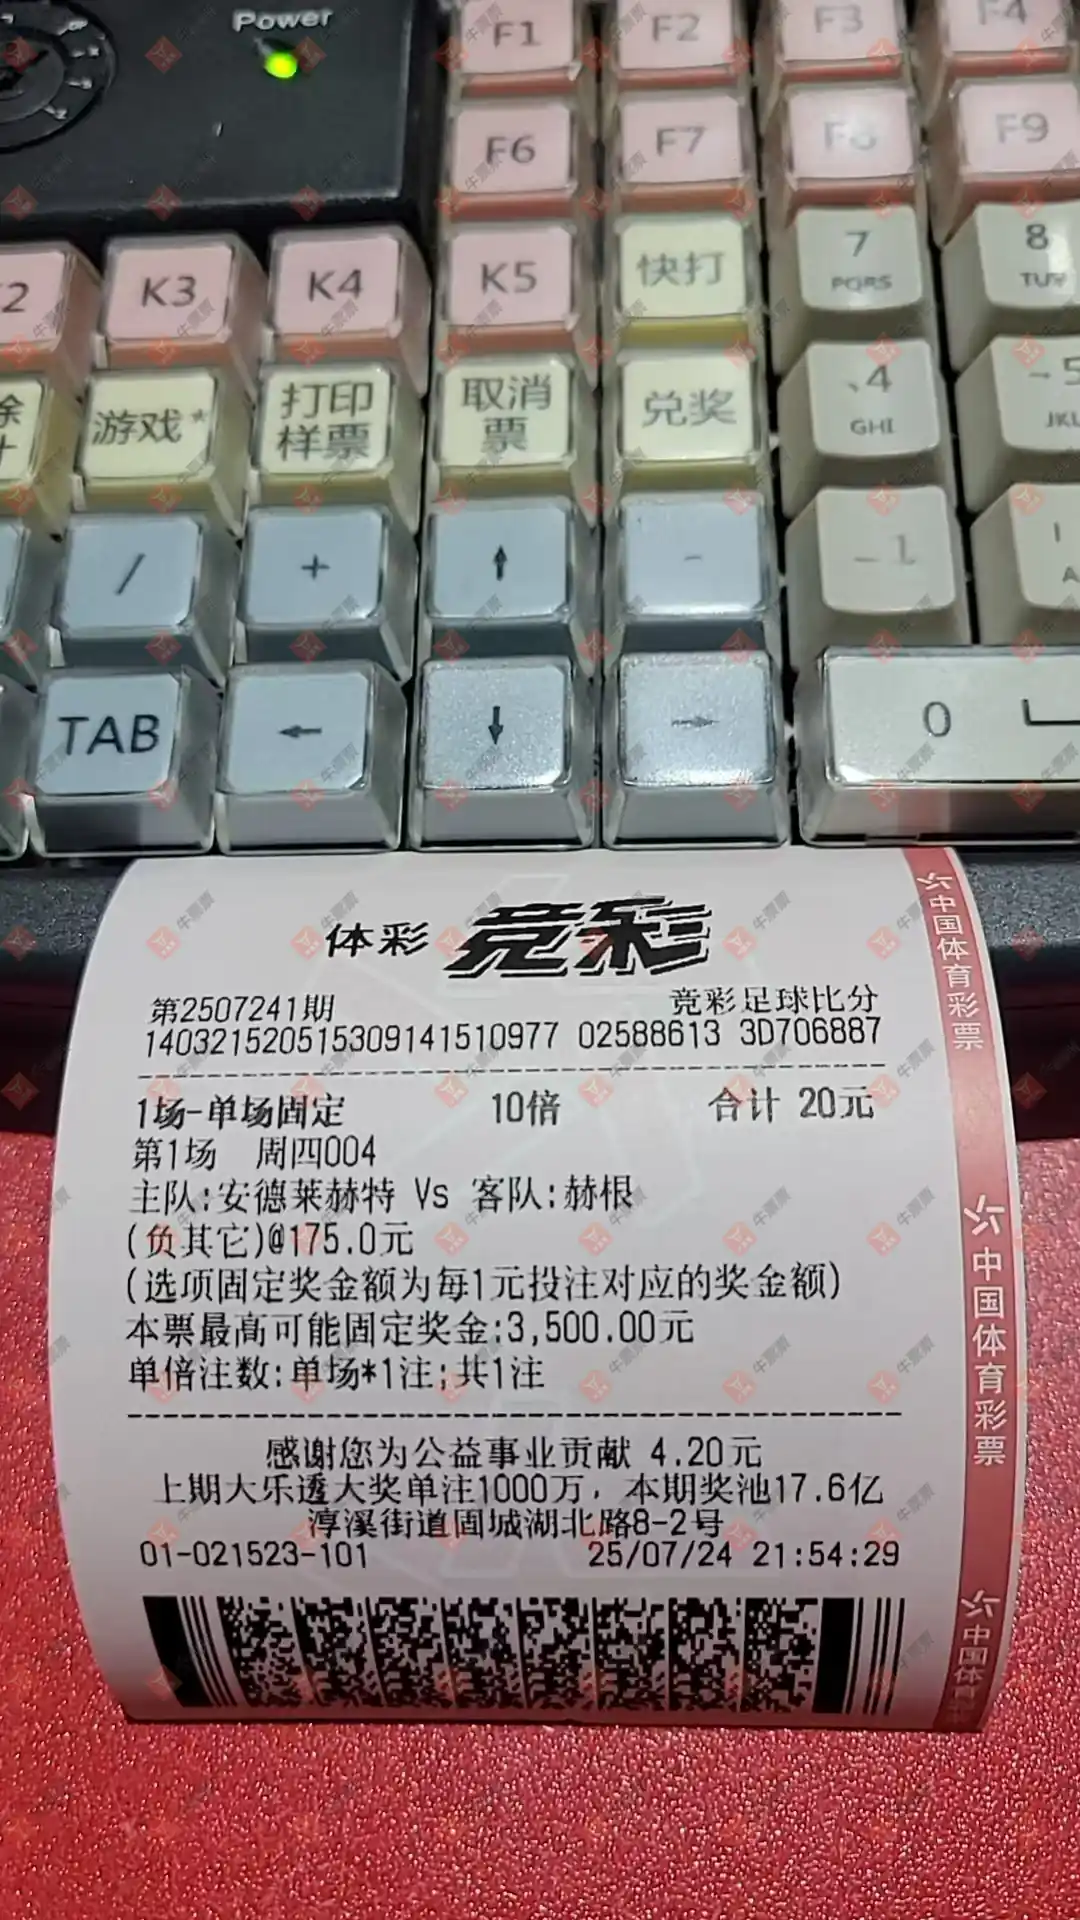 Power
F1 F2 F3 F4
F6 F7 F8 F9
K3 K4 K5 快打 7 PQRS 8 TUV
游戏* 打印样票 取消票 兑奖 4 GHI 5 JKL
/ + ↑ - 1
TAB ← ↓ → 0
体彩 竞彩
第2507241期 竞彩足球比分
140321520515309141510977 02588613 3D706887
1场-单场固定 10倍 合计 20元
第1场 周四004
主队:安德莱赫特 Vs 客队:赫根
(负其它)@175.0元
(选项固定奖金额为每1元投注对应的奖金额)
本票最高可能固定奖金:3,500.00元
单倍注数:单场*1注;共1注
感谢您为公益事业贡献 4.20元
上期大乐透大奖单注1000万，本期奖池17.6亿
淳溪街道固城湖北路8-2号
01-021523-101 25/07/24 21:54:29
中国体育彩票
中国体育彩票
中国体育
牛票票